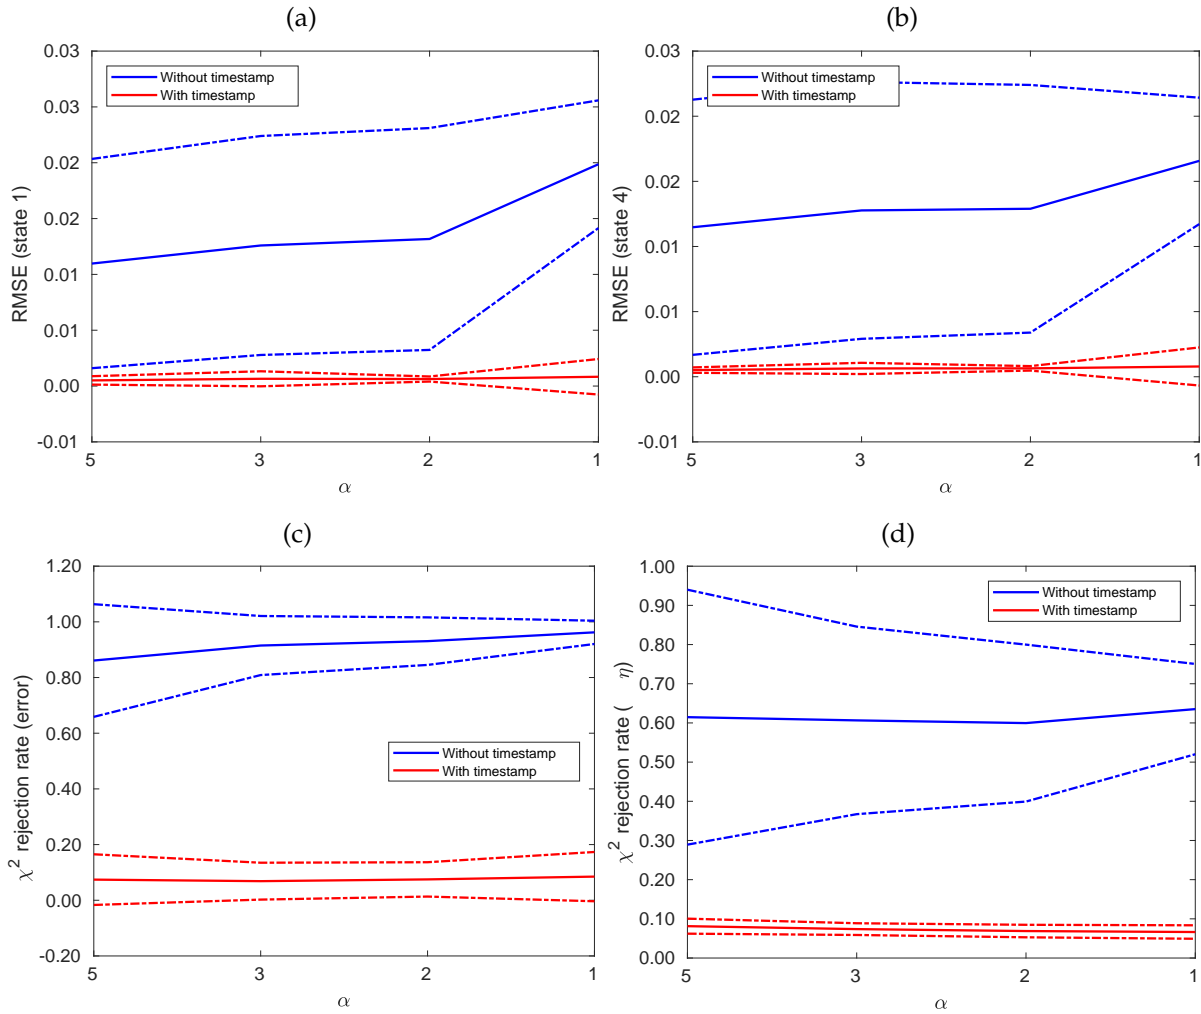 (a)
RMSE (state 1)
0.03
0.03
0.02
0.02
0.01
0.01
0.00
-0.01
Without timestamp
With timestamp
5 3 2 1
α
(b)
RMSE (state 4)
0.03
0.02
0.02
0.01
0.01
0.00
-0.01
Without timestamp
With timestamp
5 3 2 1
α
(c)
χ² rejection rate (error)
1.20
1.00
0.80
0.60
0.40
0.20
0.00
-0.20
Without timestamp
With timestamp
5 3 2 1
α
(d)
χ² rejection rate ( η)
1.00
0.90
0.80
0.70
0.60
0.50
0.40
0.30
0.20
0.10
0.00
Without timestamp
With timestamp
5 3 2 1
α